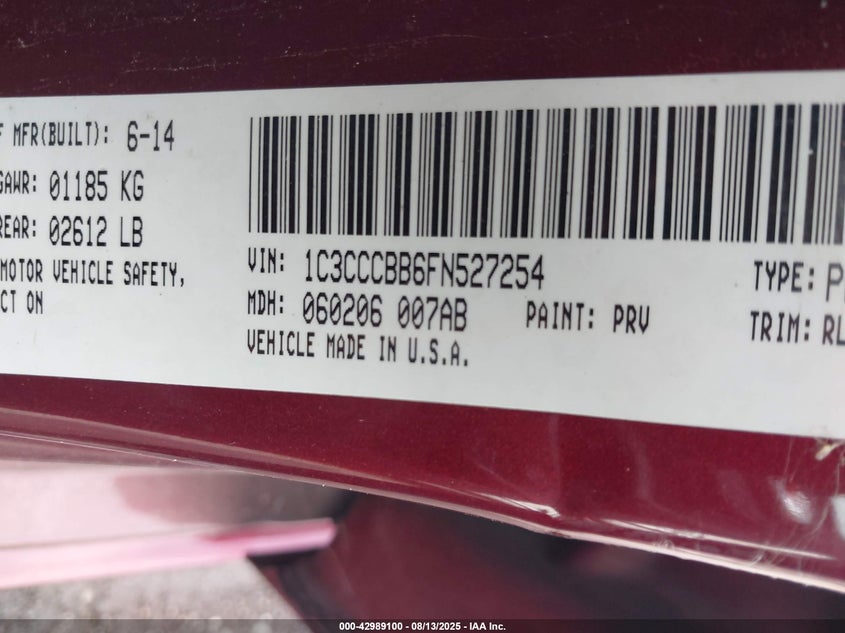 F MFR(BUILT): 6-14
GAWR: 01185 KG
REAR: 02612 LB
MOTOR VEHICLE SAFETY,
CT ON
VIN: 1C3CCCBB6FN527254
MDH: 060206 007AB
PAINT: PRV
VEHICLE MADE IN U.S.A.
TYPE: P
TRIM: RL
000-42989100 - 08/13/2025 - IAA Inc.